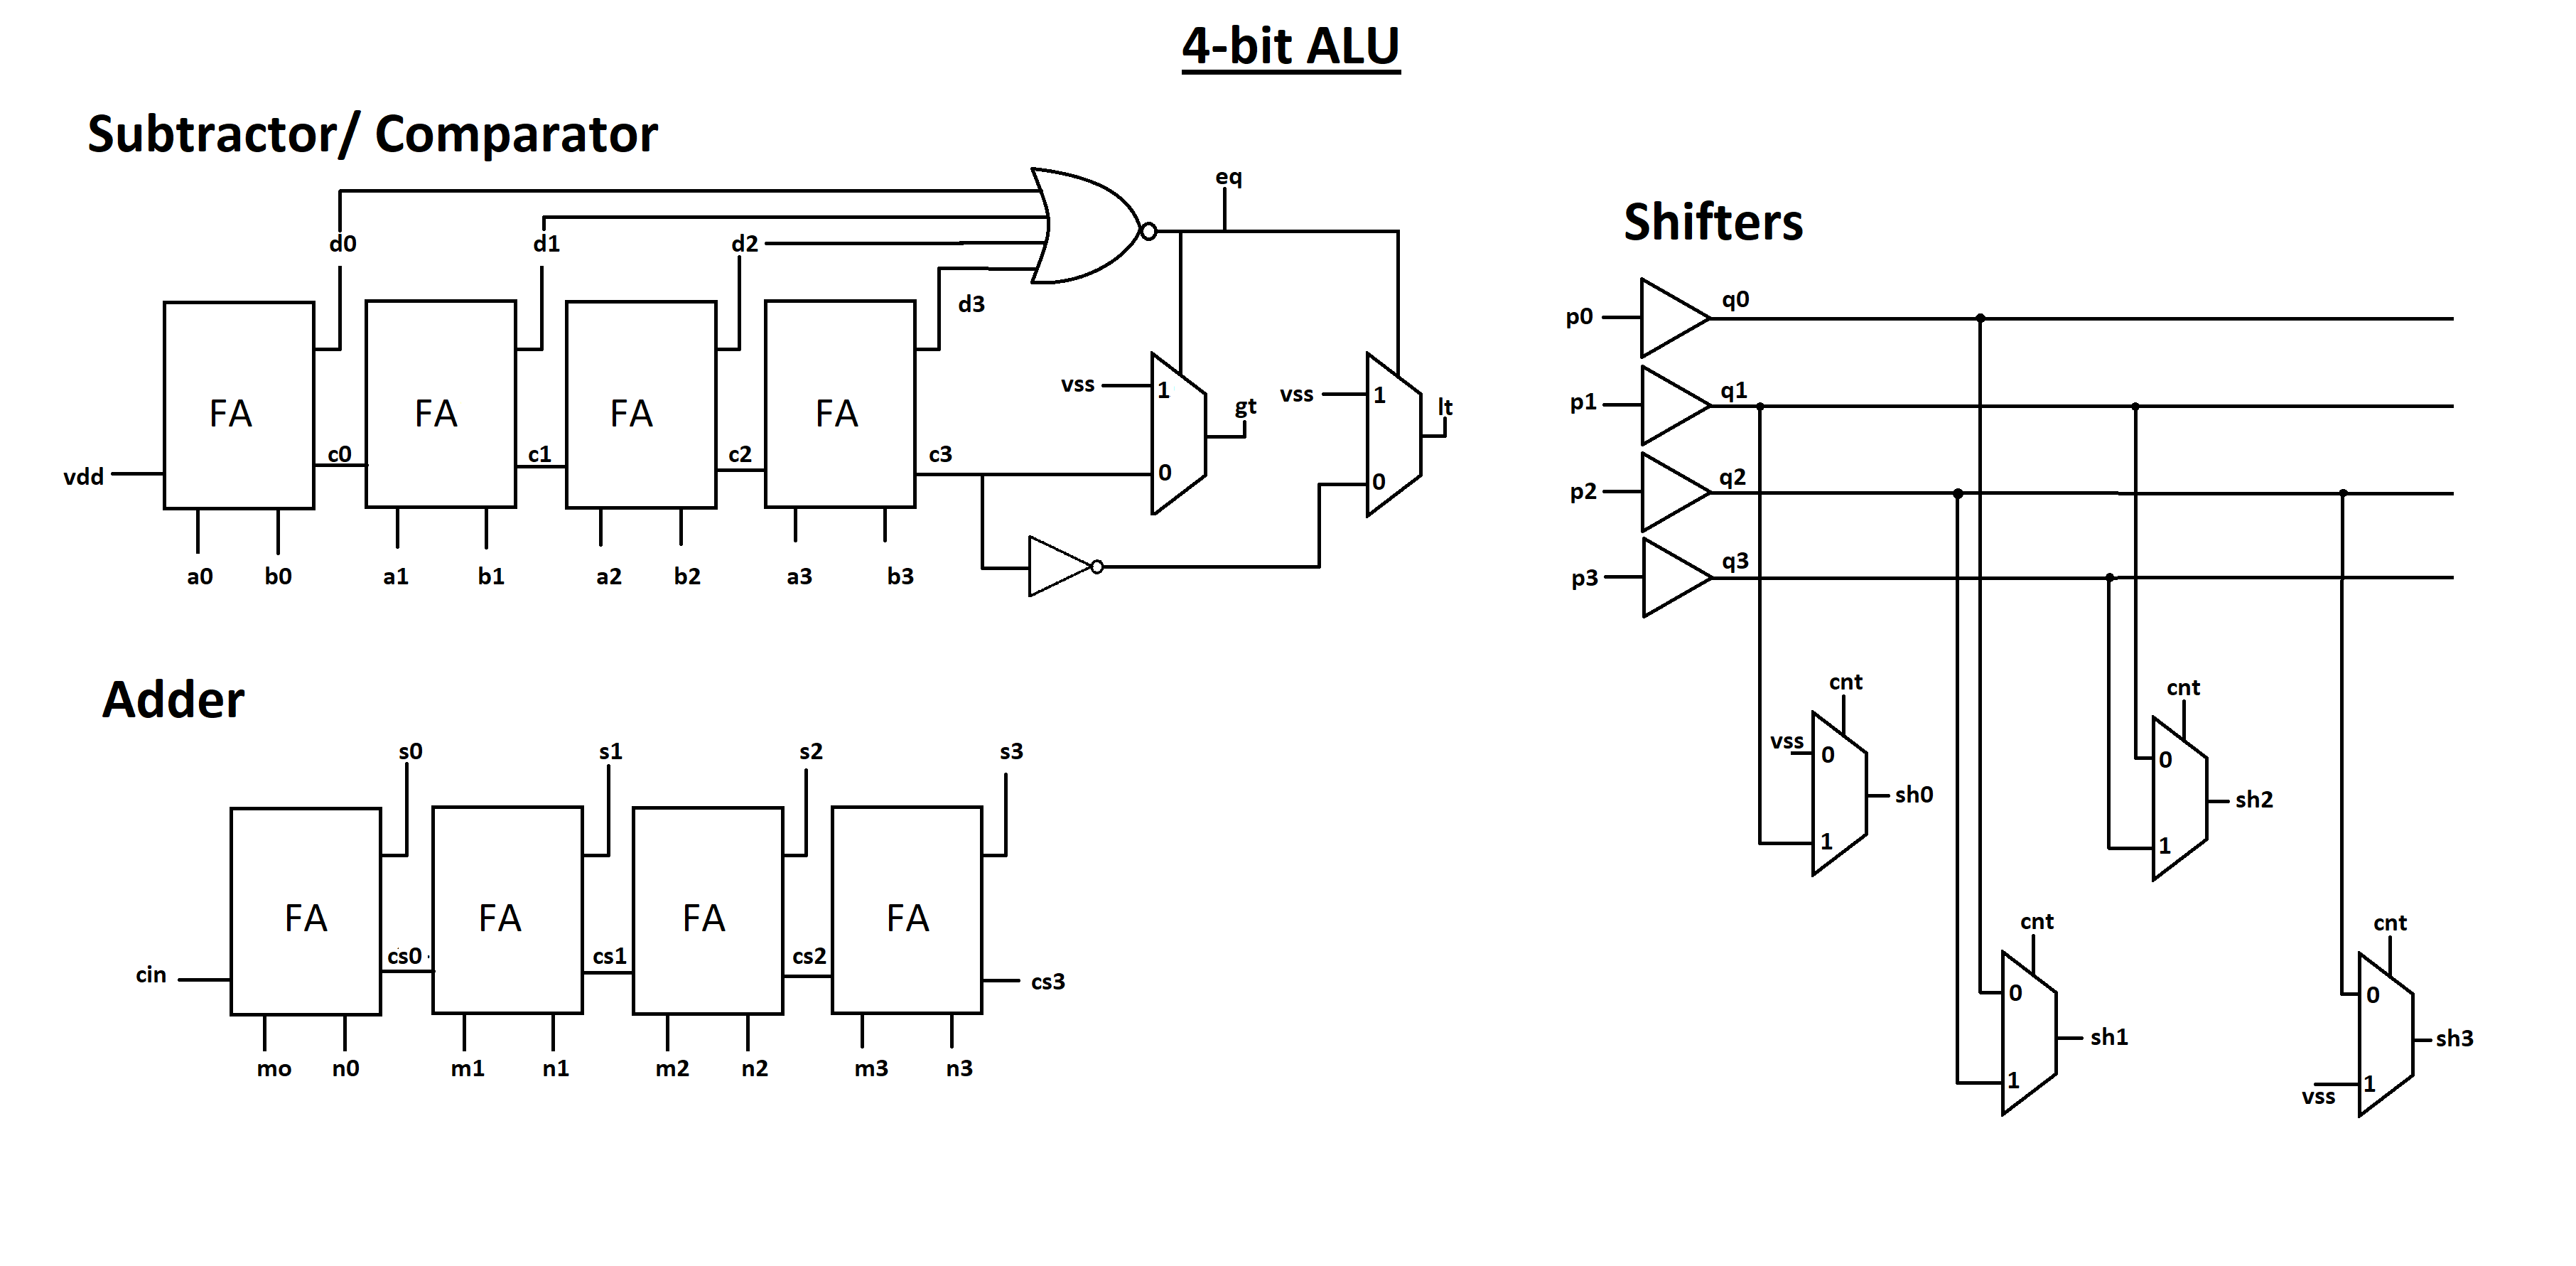 4-bit ALU
Subtractor/ Comparator
eq
d0 d1 d2
d3
vss 1 gt
vss 1 lt
FA FA FA FA
vdd c0 c1 c2 c3 0 0
a0 b0 a1 b1 a2 b2 a3 b3
Adder
s0 s1 s2 s3
FA FA FA FA
cin cs0 cs1 cs2 cs3
mo n0 m1 n1 m2 n2 m3 n3
Shifters
p0 q0
p1 q1
p2 q2
p3 q3
cnt
vss 0
sh0
1
cnt
0
sh2
1
cnt
0
sh1
1
cnt
0
sh3
vss 1